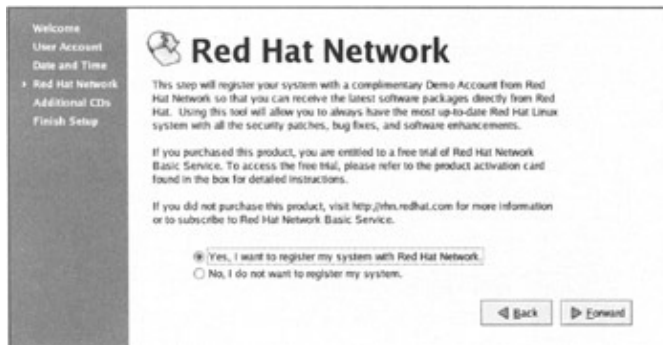 Welcome
User Account
Date and Time
Red Hat Network
Additional CDs
Finish Setup
Red Hat Network
This step will register your system with a complimentary Demo Account from Red
Hat Network so that you can receive the latest software packages directly from Red
Hat. Using this tool will allow you to always have the most up-to-date Red Hat Linux
system with all the security patches, bug fixes, and software enhancements.
If you purchased this product, you are entitled to a free trial of Red Hat Network
Basic Service. To access the free trial, please refer to the product activation card
found in the box for detailed instructions.
If you did not purchase this product, visit http://rhn.redhat.com for more information
or to subscribe to Red Hat Network Basic Service.
Yes, I want to register my system with Red Hat Network.
No, I do not want to register my system.
Back
Forward